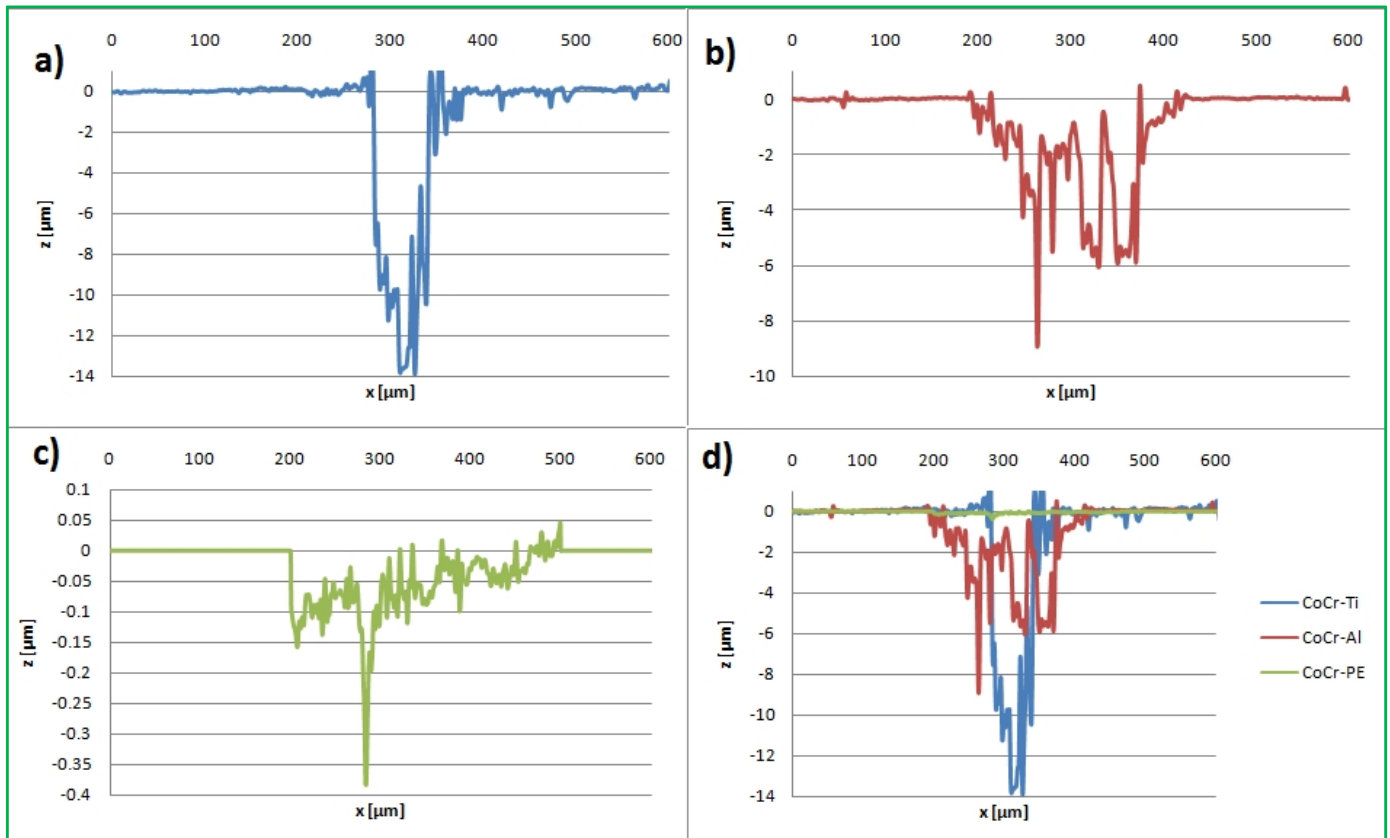 a)
0 100 200 300 400 500 600
0
-2
-4
-6
-8
-10
-12
-14
z [µm]
x [µm]
b)
0 100 200 300 400 500 600
0
-2
-4
-6
-8
-10
z [µm]
x [µm]
c)
0 100 200 300 400 500 600
0.1
0.05
0
-0.05
-0.1
-0.15
-0.2
-0.25
-0.3
-0.35
-0.4
z [µm]
x [µm]
d)
0 100 200 300 400 500 600
0
-2
-4
-6
-8
-10
-12
-14
z [µm]
x [µm]
CoCr-Ti
CoCr-Al
CoCr-PE